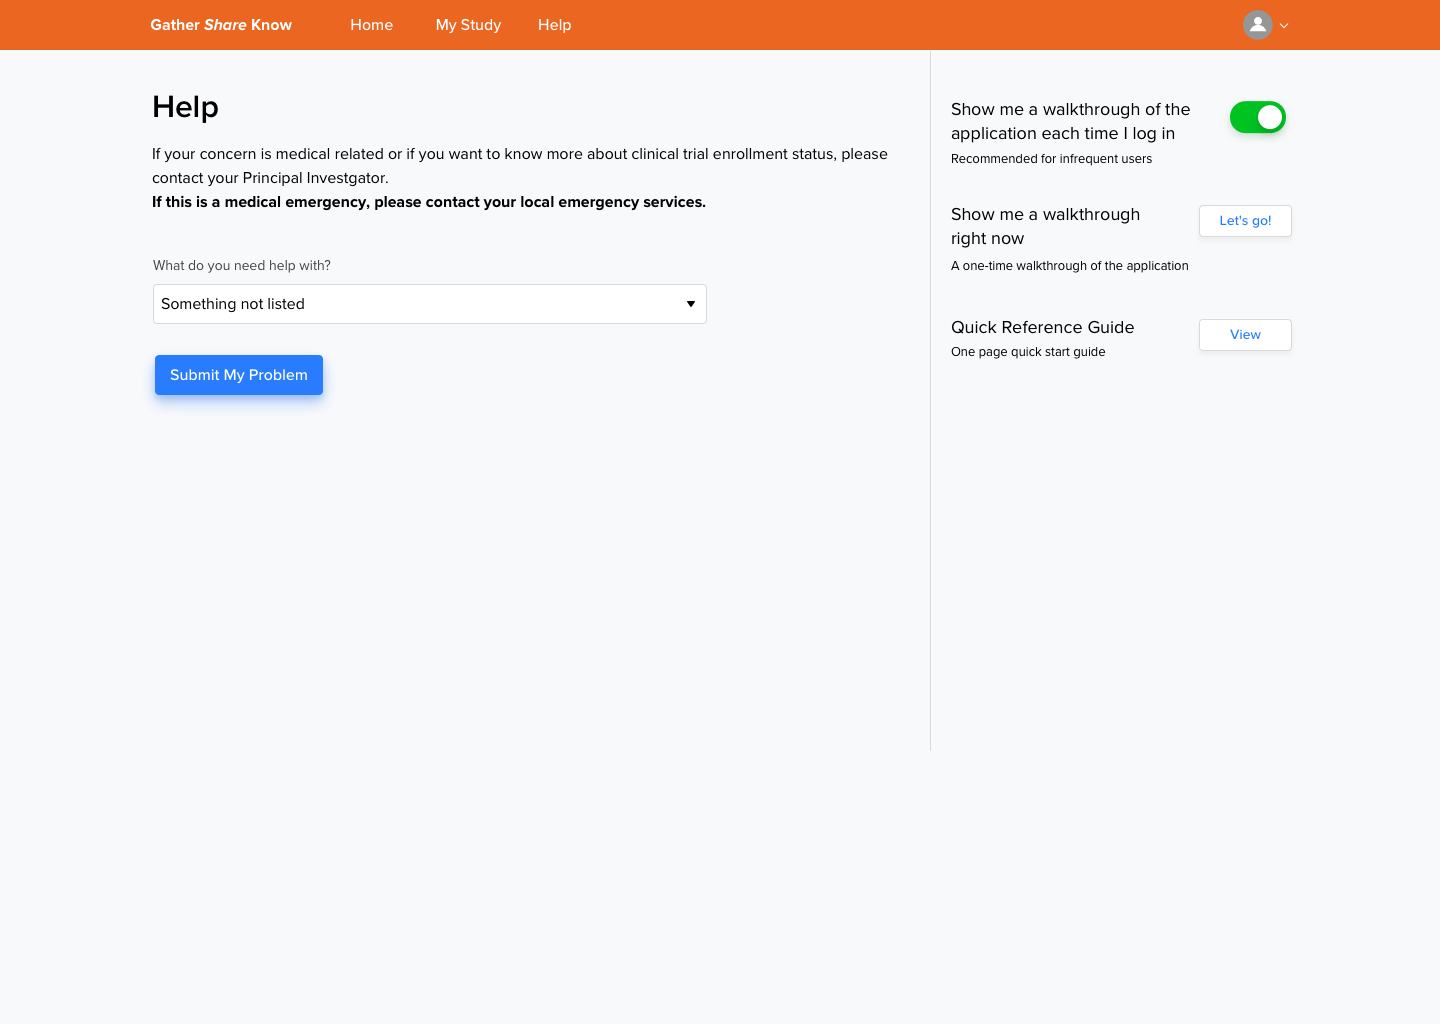 Gather Share Know
Home
My Study
Help
Help
If your concern is medical related or if you want to know more about clinical trial enrollment status, please
contact your Principal Investgator.
If this is a medical emergency, please contact your local emergency services.
What do you need help with?
Something not listed
Submit My Problem
Show me a walkthrough of the
application each time I log in
Recommended for infrequent users
Show me a walkthrough
right now
Let's go!
A one-time walkthrough of the application
Quick Reference Guide
View
One page quick start guide